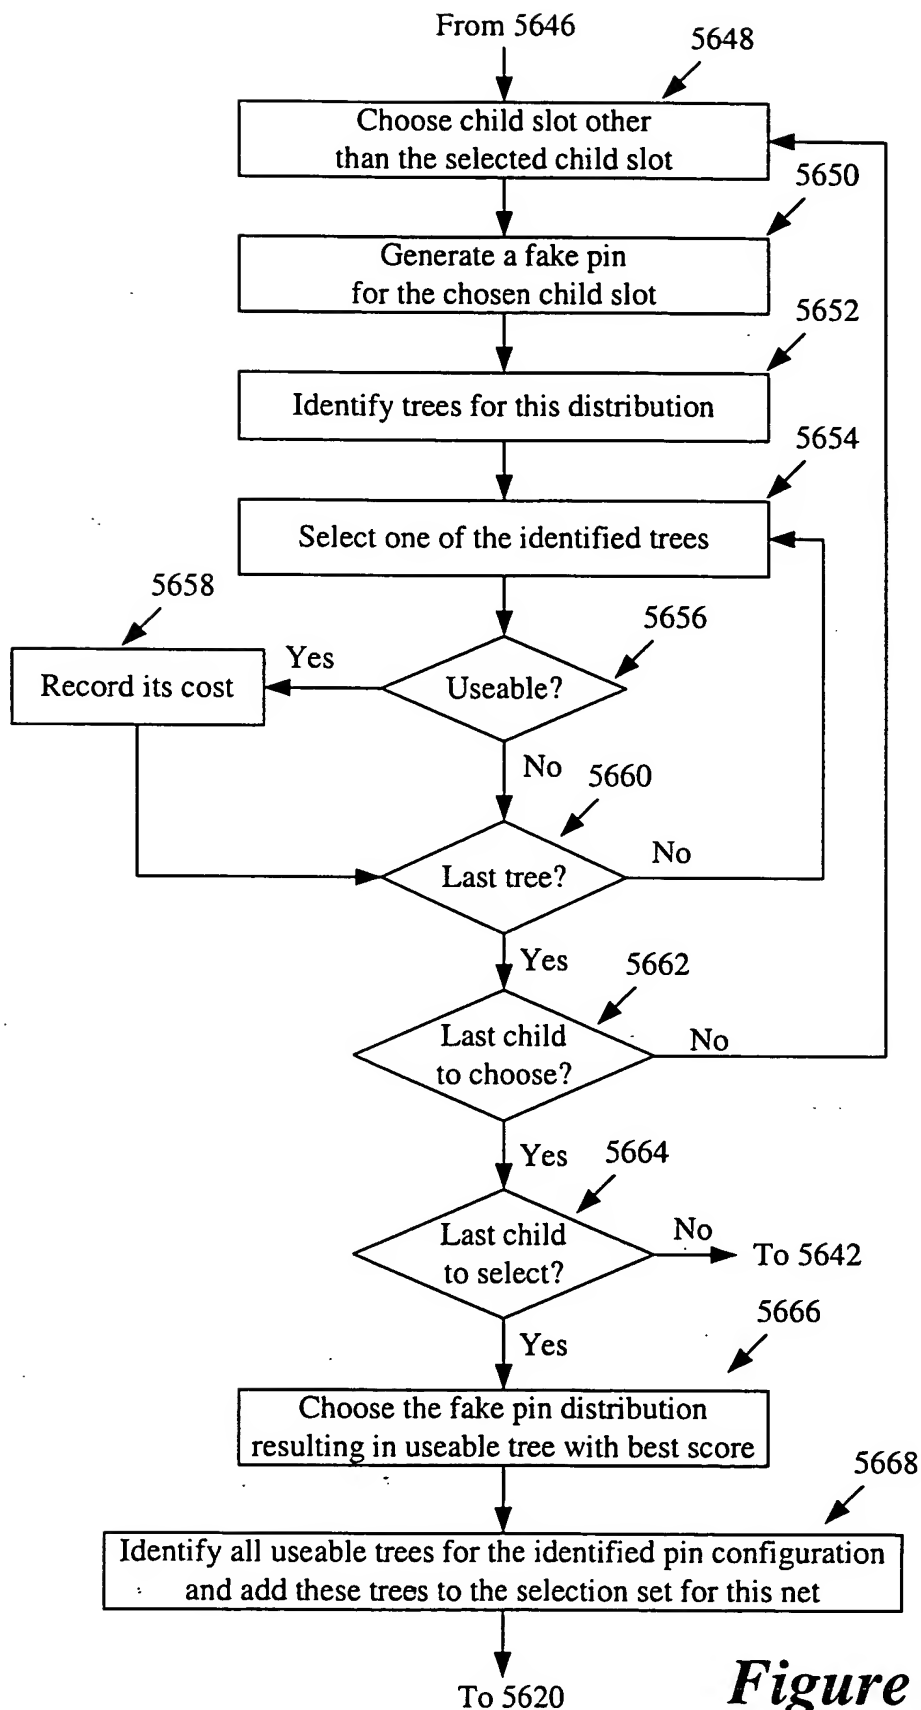 From 5646
5648
Choose child slot other
than the selected child slot
5650
Generate a fake pin
for the chosen child slot
5652
Identify trees for this distribution
5654
Select one of the identified trees
5658
5656
Record its cost
Yes
Useable?
No
5660
Last tree?
No
Yes
5662
Last child
to choose?
No
Yes
5664
Last child
to select?
No
To 5642
Yes
5666
Choose the fake pin distribution
resulting in useable tree with best score
5668
Identify all useable trees for the identified pin configuration
and add these trees to the selection set for this net
To 5620
Figure